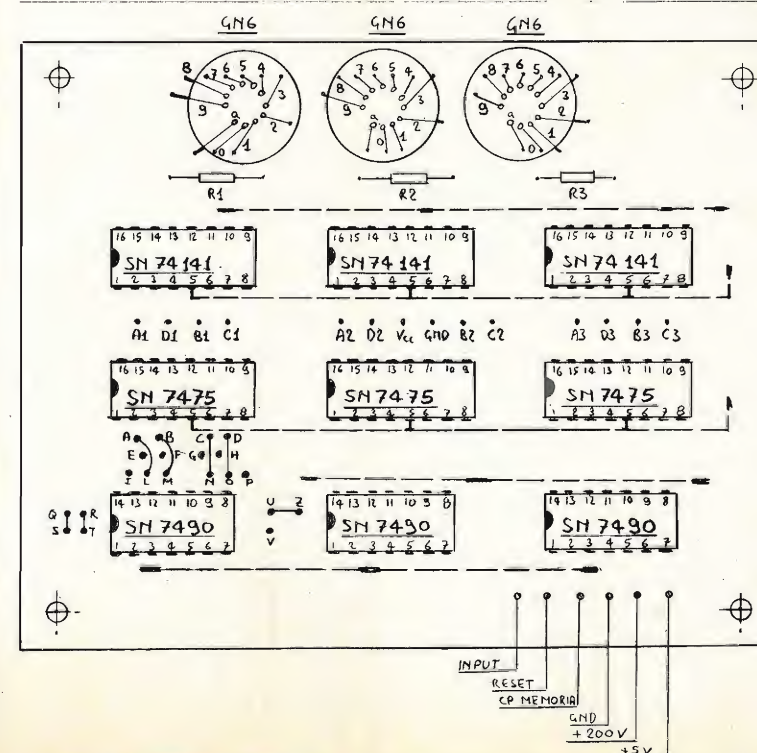 GN6 GN6 GN6
8 7 6 5 4 3 9 2 0 1
8 7 6 5 4 3 9 2 0 1
8 7 6 5 4 3 9 2 0 1
R1 R2 R3
16 15 14 13 12 11 10 9 16 15 14 13 12 11 10 9 16 15 14 13 12 11 10 9
SN 74141 SN 74 141 SN 74 141
1 2 3 4 5 6 7 8 1 2 3 4 5 6 7 8 1 2 3 4 5 6 7 8
A1 D1 B1 C1 A2 D2 Vcc GND B2 C2 A3 D3 B3 C3
16 15 14 13 12 11 10 9 16 15 14 13 12 11 10 9 16 15 14 13 12 11 10 9
SN 7475 SN 7475 SN 7475
1 2 3 4 5 6 7 8 1 2 3 4 5 6 7 8 1 2 3 4 5 6 7 8
A B C D
E F G H
I L M N O P
14 13 12 11 10 9 8 U Z 14 13 12 11 10 9 8 14 13 12 11 10 9 8
Q R SN 7490 SN 7490 SN 7490
S T V
1 2 3 4 5 6 7 1 2 3 4 5 6 7 1 2 3 4 5 6 7
INPUT
RESET
CP MEMORIA
GND
+ 200V
+5V